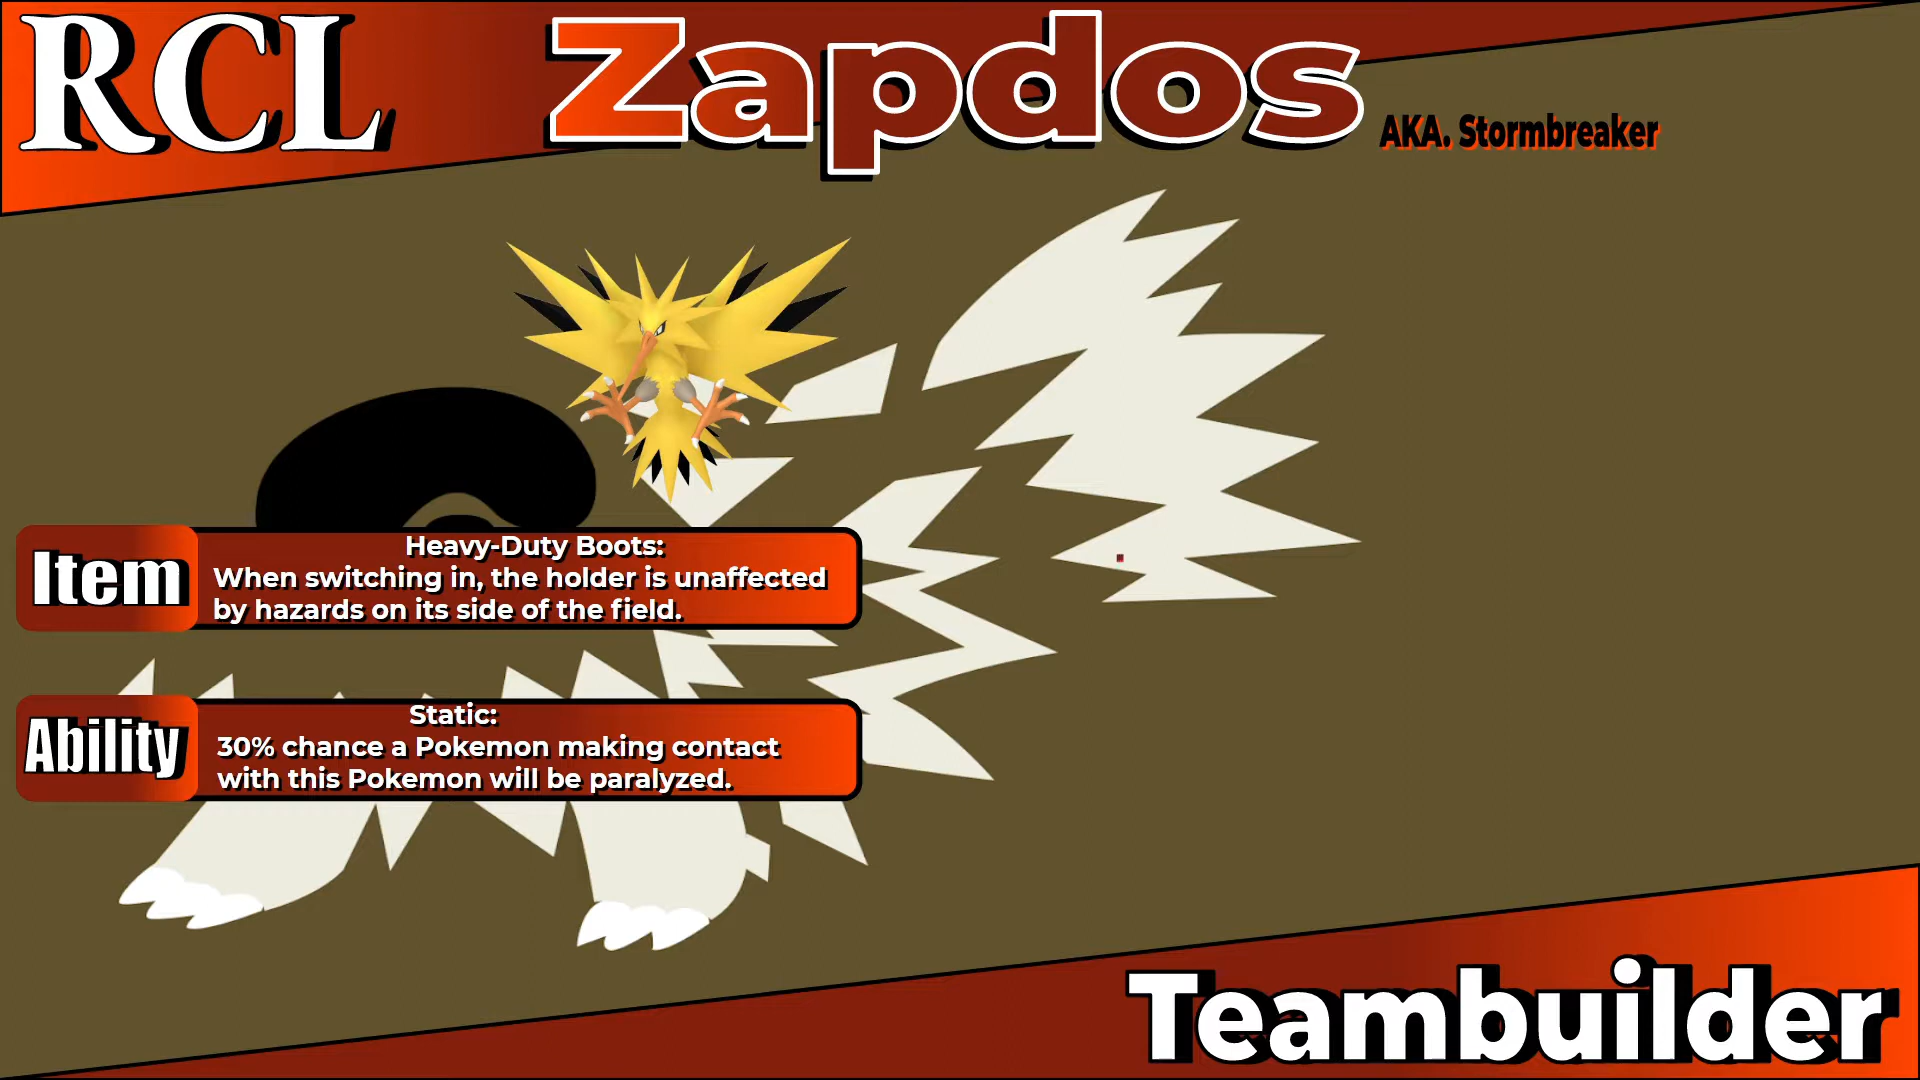 RCL
Zapdos
AKA. Stormbreaker
Item
Heavy-Duty Boots:
When switching in, the holder is unaffected
by hazards on its side of the field.
Ability
Static:
30% chance a Pokemon making contact
with this Pokemon will be paralyzed.
Teambuilder